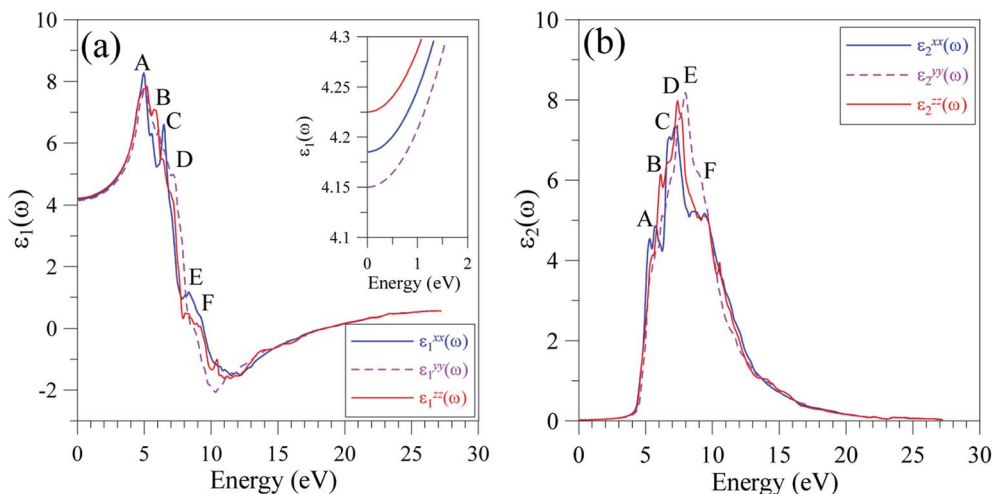 (a)
10
8
6
4
2
0
-2
ε₁(ω)
A
B
C
D
E
F
4.3
4.25
4.2
4.15
4.1
ε₁(ω)
0 1 2
Energy (eV)
ε₁ˣˣ(ω)
ε₁ʸʸ(ω)
ε₁ᶻᶻ(ω)
0 5 10 15 20 25 30
Energy (eV)
(b)
10
8
6
4
2
0
ε₂(ω)
A
B
C
D
E
F
ε₂ˣˣ(ω)
ε₂ʸʸ(ω)
ε₂ᶻᶻ(ω)
0 5 10 15 20 25 30
Energy (eV)